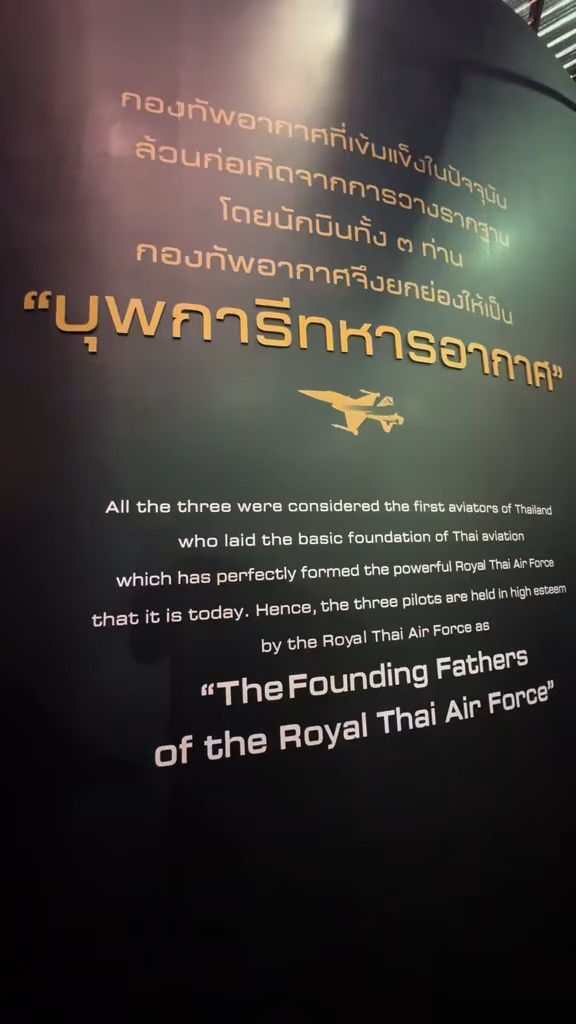 กองทัพอากาศที่เข้มแข็งในปัจจุบัน
ล้วนก่อเกิดจากการวางรากฐาน
โดยนักบินทั้ง ๓ ท่าน
กองทัพอากาศจึงยกย่องให้เป็น
“บุพการีทหารอากาศ”
All the three were considered the first aviators of Thailand
who laid the basic foundation of Thai aviation
which has perfectly formed the powerful Royal Thai Air Force
that it is today. Hence, the three pilots are held in high esteem
by the Royal Thai Air Force as
“The Founding Fathers
of the Royal Thai Air Force”